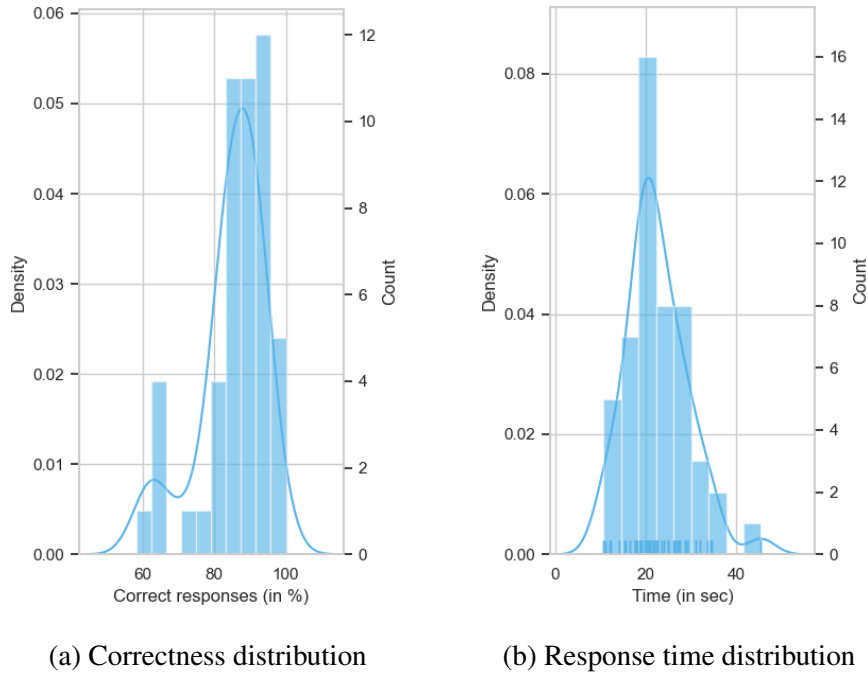 0.06
0.05
0.04
0.03
0.02
0.01
0.00
Density
12
10
8
6
4
2
0
Count
60 80 100
Correct responses (in %)
0.08
0.06
0.04
0.02
0.00
Density
16
14
12
10
8
6
4
2
0
Count
0 20 40
Time (in sec)
(a) Correctness distribution
(b) Response time distribution